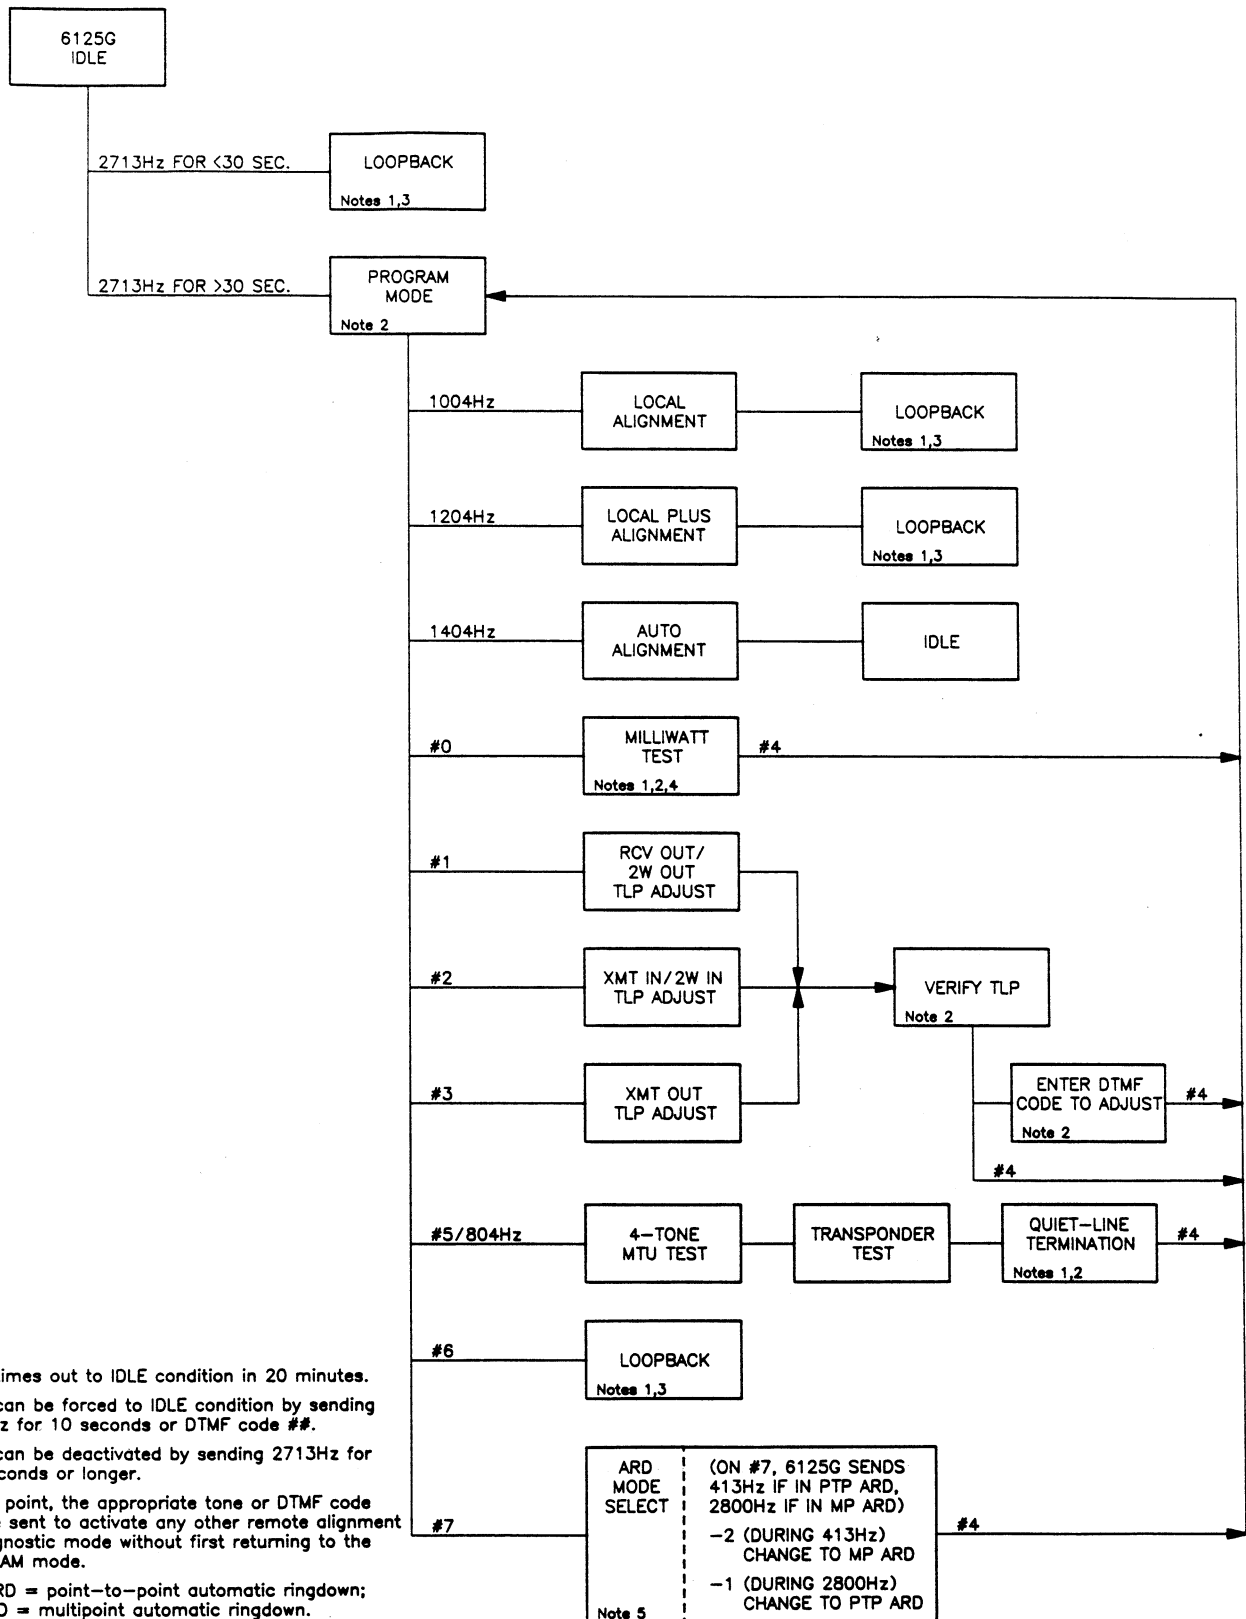 6125G
IDLE
2713Hz FOR <30 SEC.
LOOPBACK
Notes 1,3
2713Hz FOR >30 SEC.
PROGRAM
MODE
Note 2
1004Hz
LOCAL
ALIGNMENT
LOOPBACK
Notes 1,3
1204Hz
LOCAL PLUS
ALIGNMENT
LOOPBACK
Notes 1,3
1404Hz
AUTO
ALIGNMENT
IDLE
#0
MILLIWATT
TEST
Notes 1,2,4
#4
#1
RCV OUT/
2W OUT
TLP ADJUST
#2
XMT IN/2W IN
TLP ADJUST
VERIFY TLP
Note 2
#3
XMT OUT
TLP ADJUST
ENTER DTMF
CODE TO ADJUST
Note 2
#4
#4
#5/804Hz
4-TONE
MTU TEST
TRANSPONDER
TEST
QUIET-LINE
TERMINATION
Notes 1,2
#4
#6
LOOPBACK
Notes 1,3
#7
ARD
MODE
SELECT
Note 5
(ON #7, 6125G SENDS
413Hz IF IN PTP ARD,
2800Hz IF IN MP ARD)
-2 (DURING 413Hz)
CHANGE TO MP ARD
-1 (DURING 2800Hz)
CHANGE TO PTP ARD
#4
imes out to IDLE condition in 20 minutes.
can be forced to IDLE condition by sending
z for 10 seconds or DTMF code ##.
can be deactivated by sending 2713Hz for
conds or longer.
point, the appropriate tone or DTMF code
e sent to activate any other remote alignment
gnostic mode without first returning to the
AM mode.
RD = point-to-point automatic ringdown;
D = multipoint automatic ringdown.